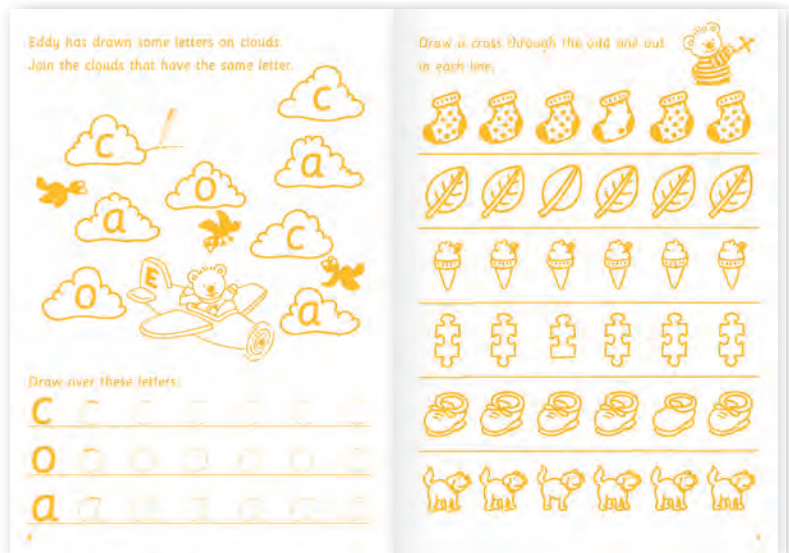 Eddy has drawn some letters on clouds.
Join the clouds that have the same letter.
c
c
a
o
a
c
o
E
a
Draw over these letters.
c c c c c c c c
o o o o o o o o
a a a a a a a a
Draw a cross through the odd one out
in each line.